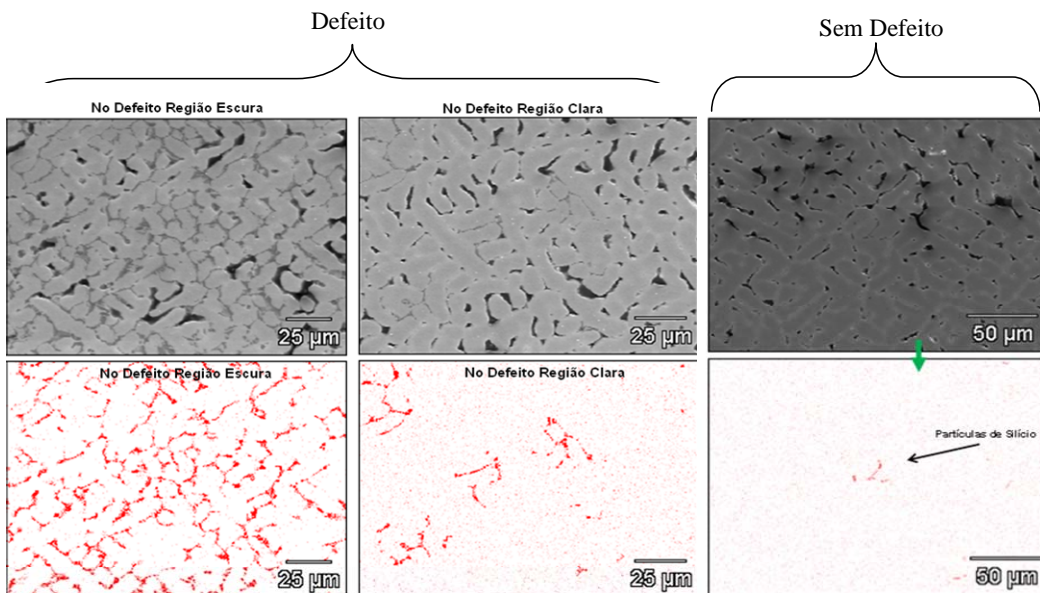 Defeito
Sem Defeito
No Defeito Região Escura
No Defeito Região Clara
25 µm
25 µm
50 µm
No Defeito Região Escura
No Defeito Região Clara
Partículas de Silício
25 µm
25 µm
50 µm